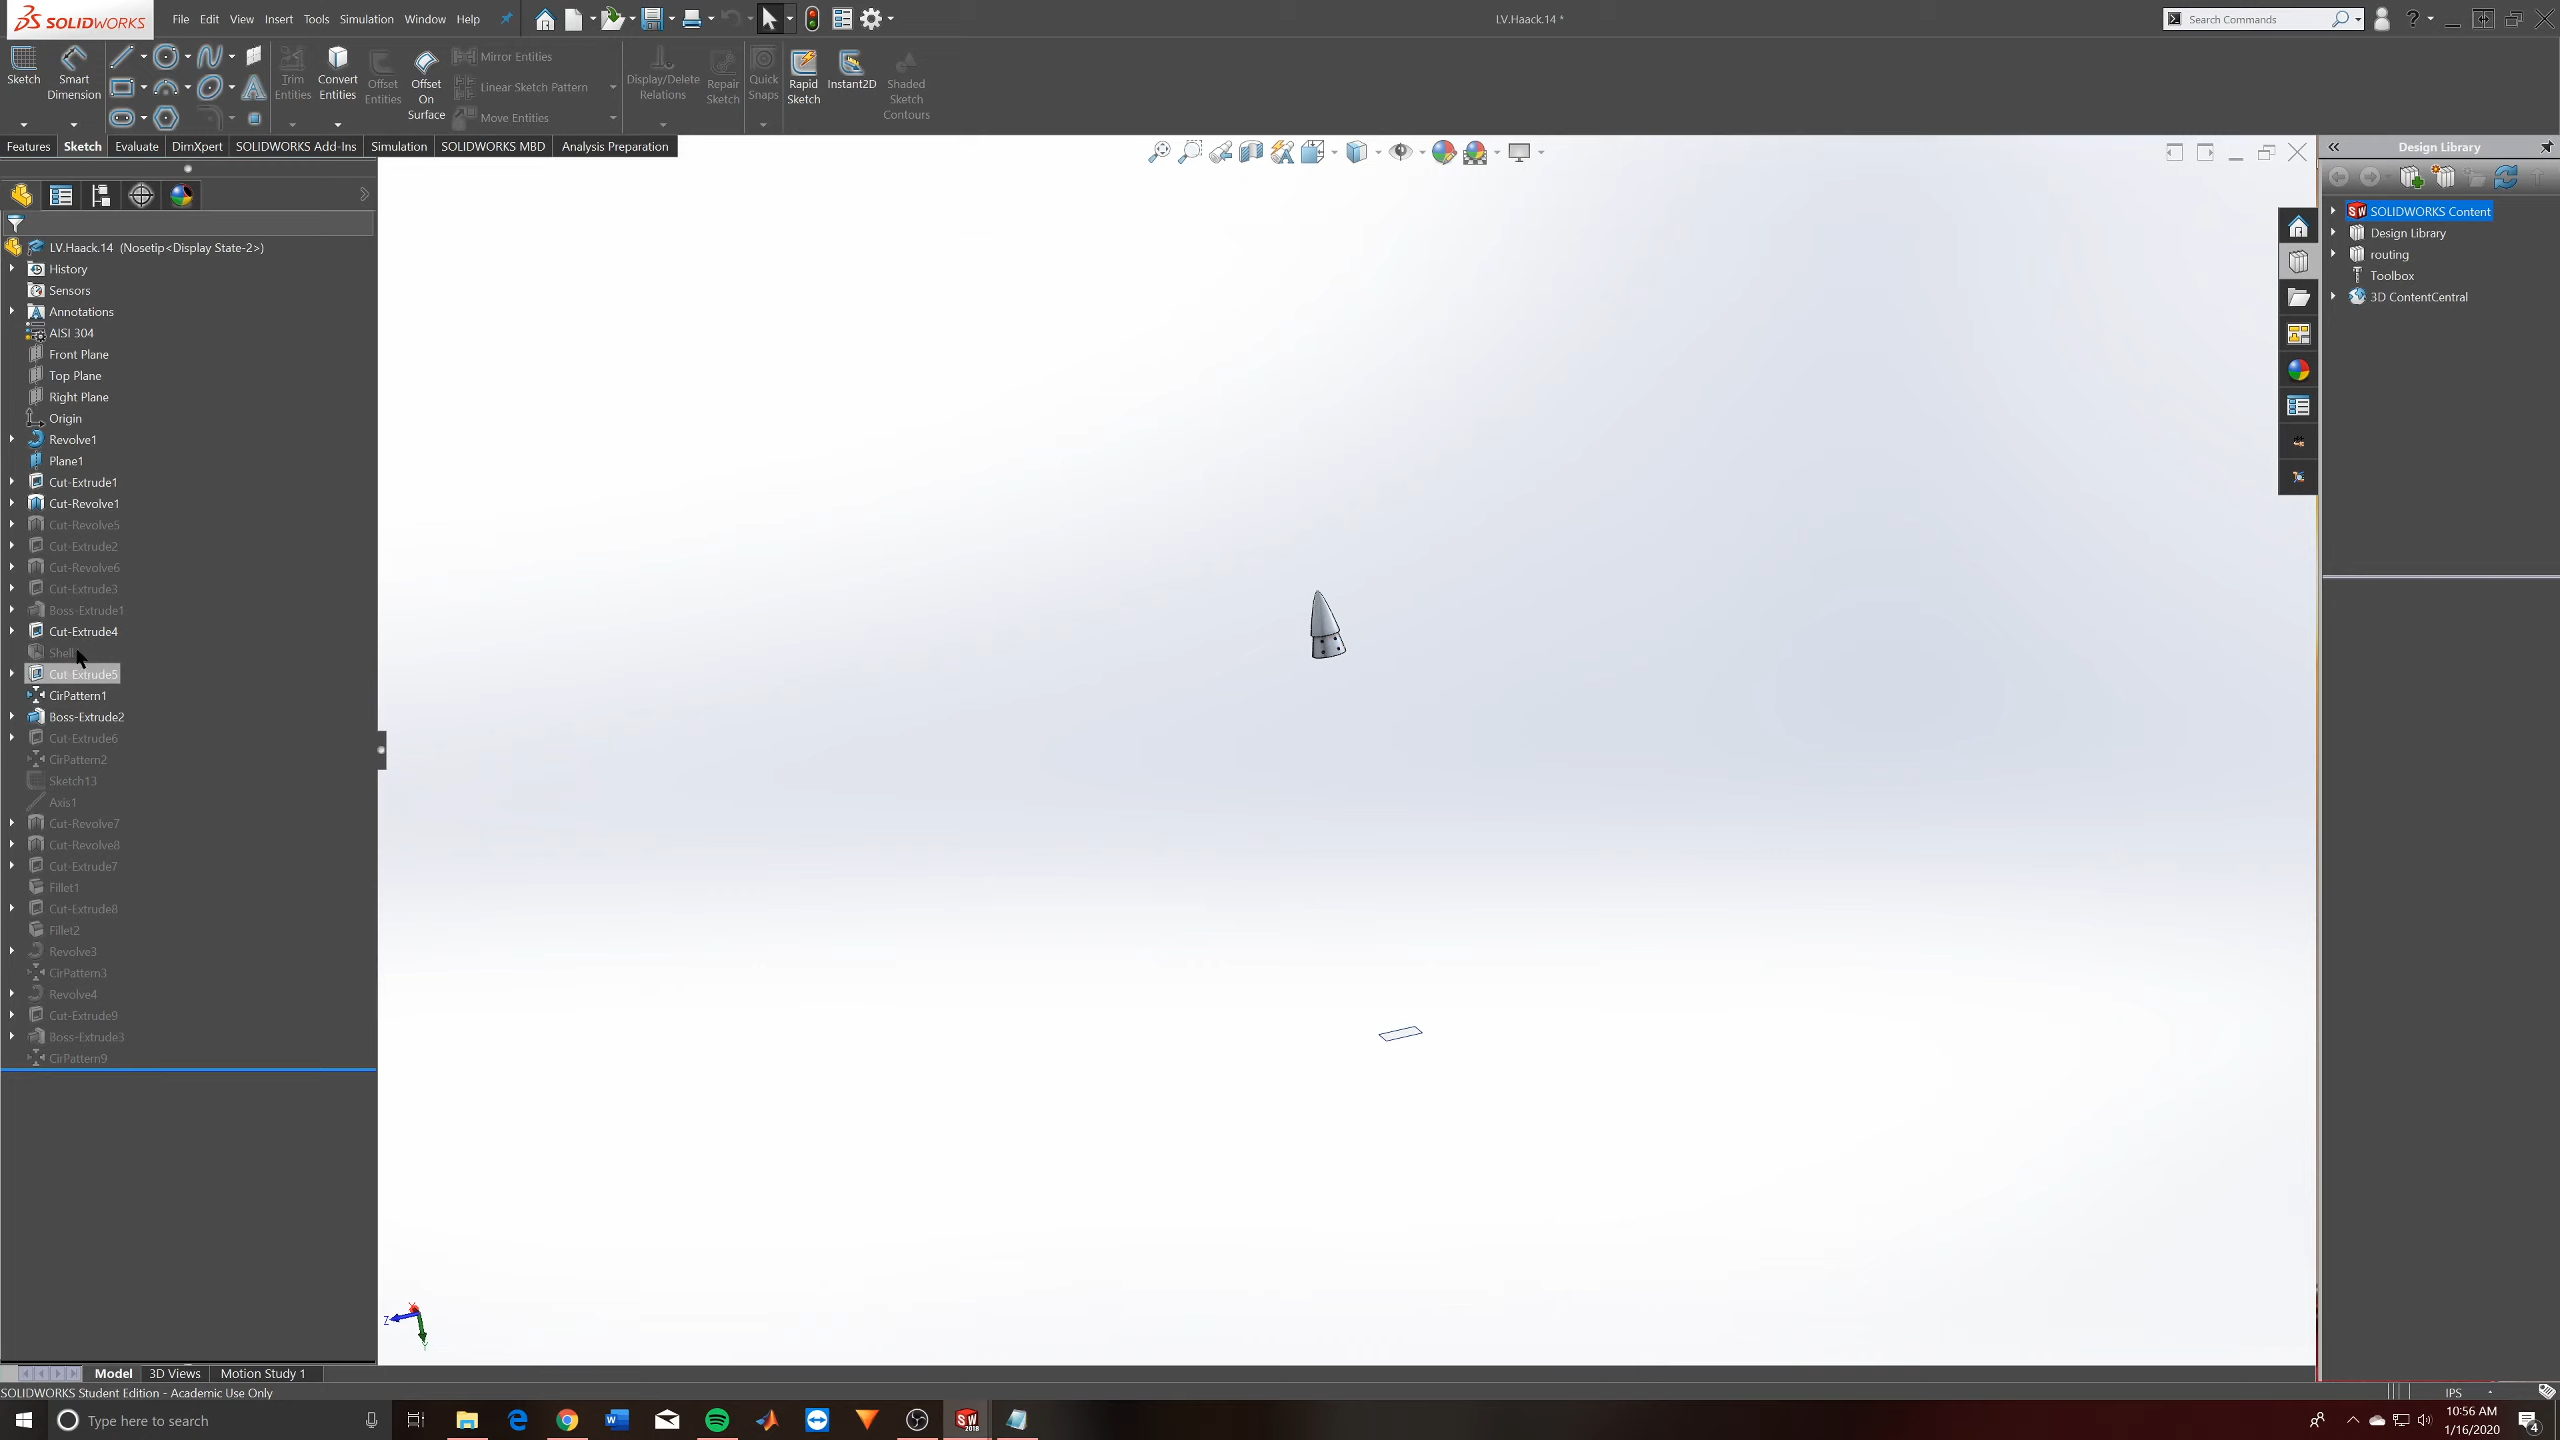 SOLIDWORKS
File Edit View Insert Tools Simulation Window Help
LV.Haack.14 *
Search Commands
Sketch
Smart Dimension
Trim Entities
Convert Entities
Offset Entities
Offset On Surface
Mirror Entities
Linear Sketch Pattern
Move Entities
Display/Delete Relations
Repair Sketch
Quick Snaps
Rapid Sketch
Instant2D
Shaded Sketch Contours
Features Sketch Evaluate DimXpert SOLIDWORKS Add-Ins Simulation SOLIDWORKS MBD Analysis Preparation
Design Library
LV.Haack.14 (Nosetip<Display State-2>)
History
Sensors
Annotations
AISI 304
Front Plane
Top Plane
Right Plane
Origin
Revolve1
Plane1
Cut-Extrude1
Cut-Revolve1
Cut-Revolve5
Cut-Extrude2
Cut-Revolve6
Cut-Extrude3
Boss-Extrude1
Cut-Extrude4
Shell
Cut-Extrude5
CirPattern1
Boss-Extrude2
Cut-Extrude6
CirPattern2
Sketch13
Axis1
Cut-Revolve7
Cut-Revolve8
Cut-Extrude7
Fillet1
Cut-Extrude8
Fillet2
Revolve3
CirPattern3
Revolve4
Cut-Extrude9
Boss-Extrude3
CirPattern9
SOLIDWORKS Content
Design Library
routing
Toolbox
3D ContentCentral
Z
Model 3D Views Motion Study 1
SOLIDWORKS Student Edition - Academic Use Only
IPS
Type here to search
10:56 AM
1/16/2020
4